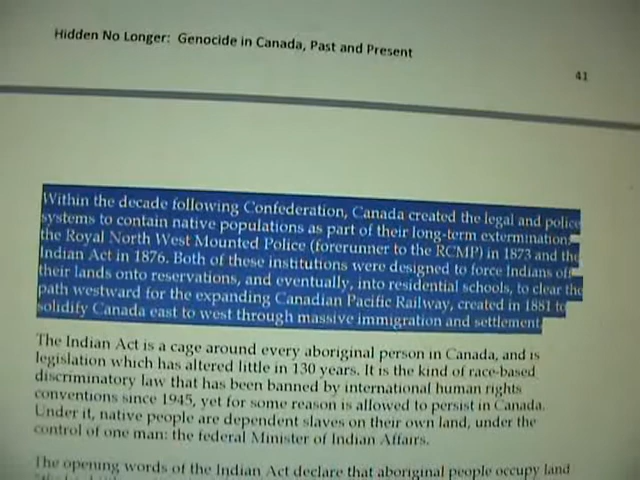 Hidden No Longer: Genocide in Canada, Past and Present
41
Within the decade following Confederation, Canada created the legal and police
systems to contain native populations as part of their long-term extermination:
the Royal North West Mounted Police (forerunner to the RCMP) in 1873 and the
Indian Act in 1876. Both of these institutions were designed to force Indians off
their lands onto reservations, and eventually, into residential schools, to clear the
path westward for the expanding Canadian Pacific Railway, created in 1881 to
solidify Canada east to west through massive immigration and settlement.
The Indian Act is a cage around every aboriginal person in Canada, and is
legislation which has altered little in 130 years. It is the kind of race-based
discriminatory law that has been banned by international human rights
conventions since 1945, yet for some reason is allowed to persist in Canada.
Under it, native people are dependent slaves on their own land, under the
control of one man: the federal Minister of Indian Affairs.
The opening words of the Indian Act declare that aboriginal people occupy land